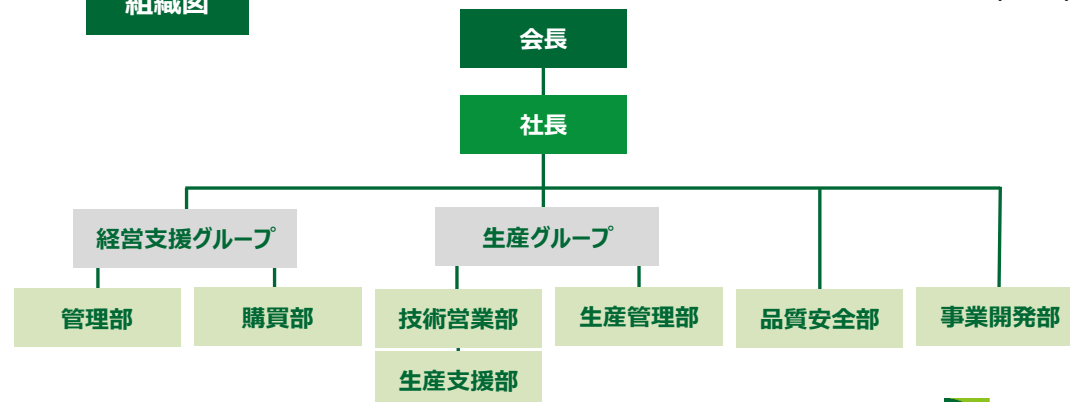 組織図
会長
社長
経営支援グループ
生産グループ
管理部
購買部
技術営業部
生産管理部
品質安全部
事業開発部
生産支援部